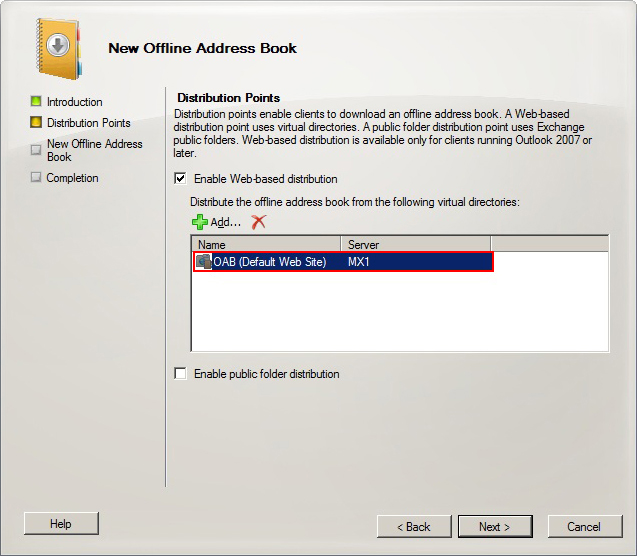 New Offline Address Book
Introduction
Distribution Points
New Offline Address
Book
Completion
Distribution Points
Distribution points enable clients to download an offline address book. A Web-based
distribution point uses virtual directories. A public folder distribution point uses Exchange
public folders. Web-based distribution is available only for clients running Outlook 2007 or
later.
Enable Web-based distribution
Distribute the offline address book from the following virtual directories:
Add...
Name Server
OAB (Default Web Site) MX1
Enable public folder distribution
Help < Back Next > Cancel